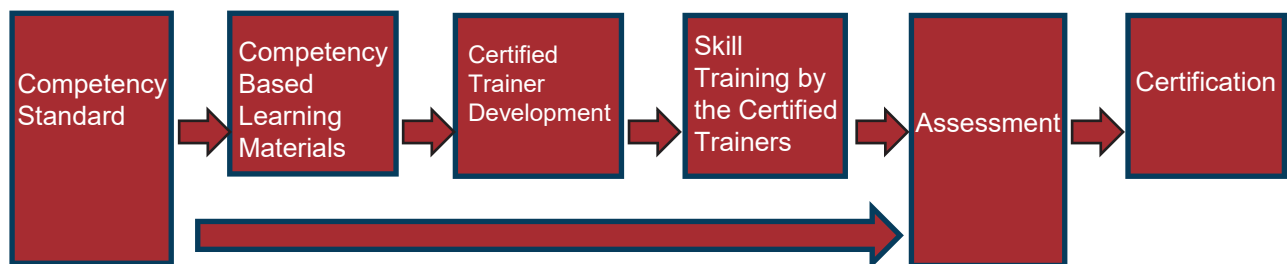 Competency
Standard
Competency
Based
Learning
Materials
Certified
Trainer
Development
Skill
Training by
the Certified
Trainers
Assessment
Certification